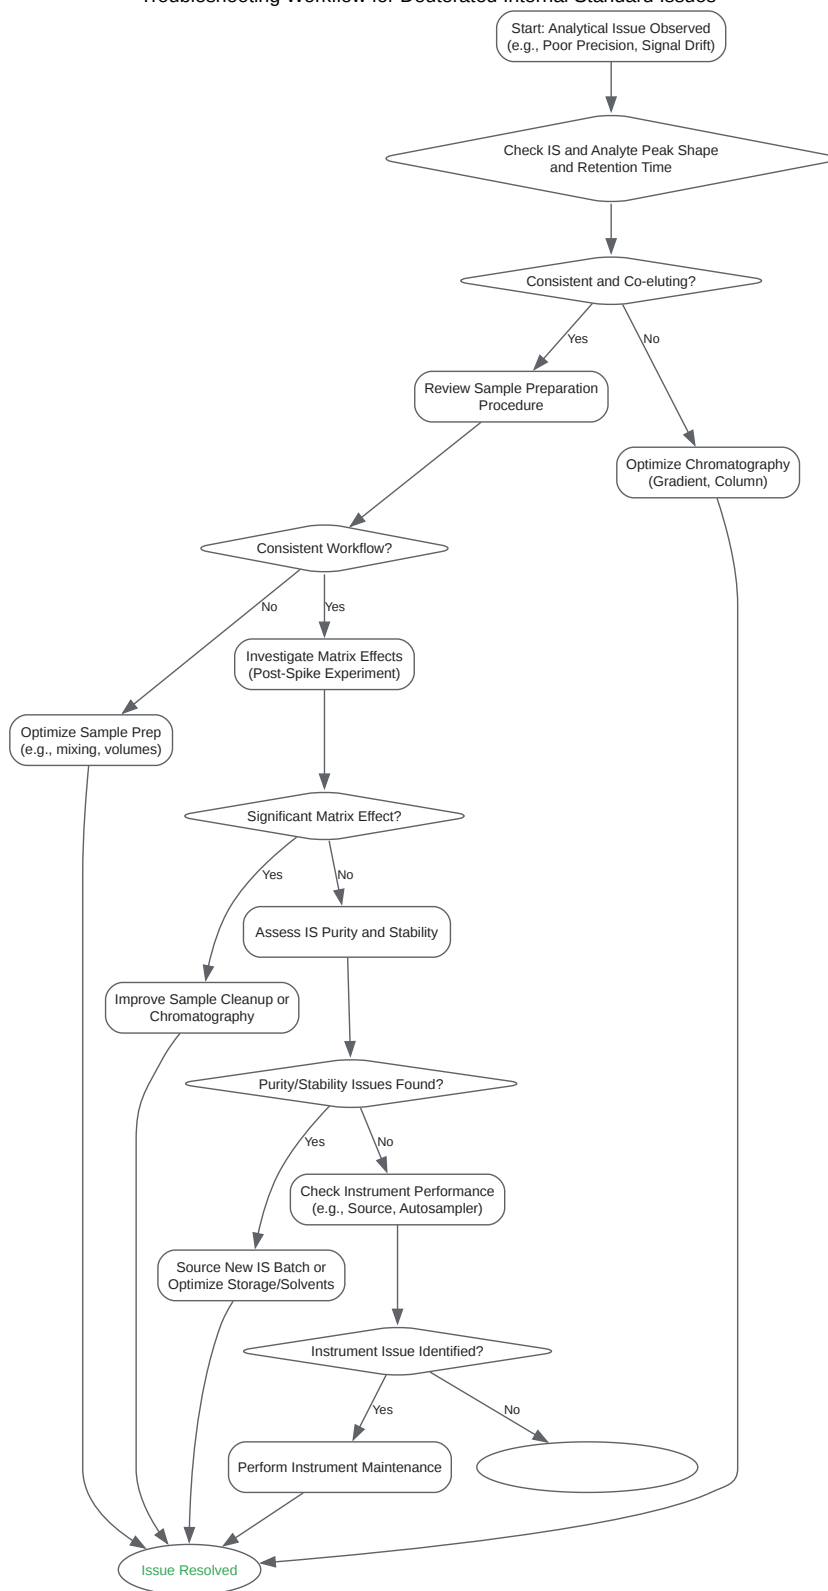 Troubleshooting Workflow for Deuterated Internal Standard Issues
Start: Analytical Issue Observed
(e.g., Poor Precision, Signal Drift)
Check IS and Analyte Peak Shape
and Retention Time
Consistent and Co-eluting?
Yes
No
Review Sample Preparation
Procedure
Optimize Chromatography
(Gradient, Column)
Consistent Workflow?
No
Yes
Investigate Matrix Effects
(Post-Spike Experiment)
Optimize Sample Prep
(e.g., mixing, volumes)
Significant Matrix Effect?
Yes
No
Assess IS Purity and Stability
Improve Sample Cleanup or
Chromatography
Purity/Stability Issues Found?
Yes
No
Check Instrument Performance
(e.g., Source, Autosampler)
Source New IS Batch or
Optimize Storage/Solvents
Instrument Issue Identified?
Yes
No
Perform Instrument Maintenance
Issue Resolved